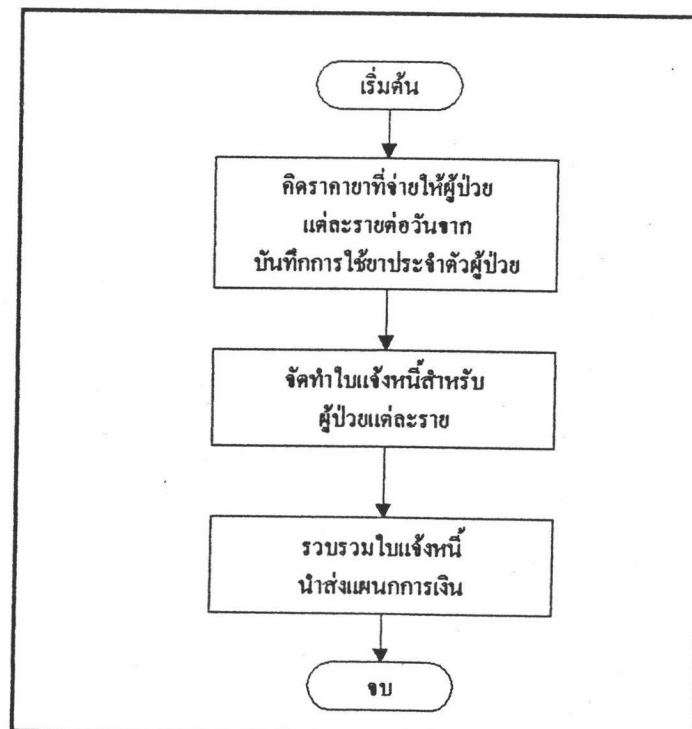 เริ่มต้น
คิดราคายาที่จ่ายให้ผู้ป่วย
แต่ละรายต่อวันจาก
บันทึกการใช้ยาประจำตัวผู้ป่วย
จัดทำใบแจ้งหนี้สำหรับ
ผู้ป่วยแต่ละราย
รวบรวมใบแจ้งหนี้
นำส่งแผนกการเงิน
จบ